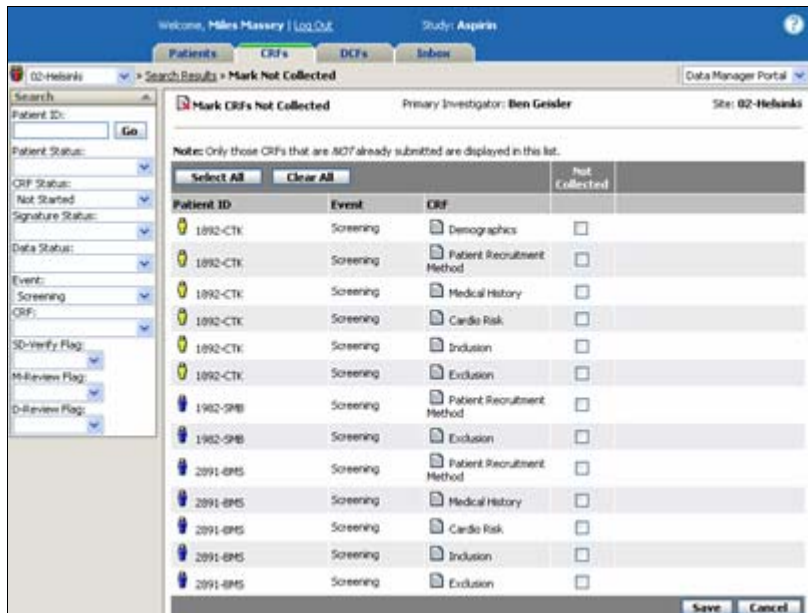 Welcome, Miles Massey | Log Out Study: Aspirin ?
Patients CRFs DCFs Inbox
02-Helsinki > Search Results > Mark Not Collected Data Manager Portal
Search
Patient ID:
Go
Patient Status:
CRF Status:
Not Started
Signature Status:
Data Status:
Event:
Screening
CRF:
SD-Verify Flag:
M-Review Flag:
D-Review Flag:
Mark CRFs Not Collected Primary Investigator: Ben Geisler Site: 02-Helsinki
Note: Only those CRFs that are NOT already submitted are displayed in this list.
Select All Clear All Not Collected
Patient ID Event CRF
1892-CTK Screening Demographics
1892-CTK Screening Patient Recruitment
Method
1892-CTK Screening Medical History
1892-CTK Screening Cardio Risk
1892-CTK Screening Inclusion
1892-CTK Screening Exclusion
1982-SMB Screening Patient Recruitment
Method
1982-SMB Screening Exclusion
2891-BMS Screening Patient Recruitment
Method
2891-BMS Screening Medical History
2891-BMS Screening Cardio Risk
2891-BMS Screening Inclusion
2891-BMS Screening Exclusion
Save Cancel